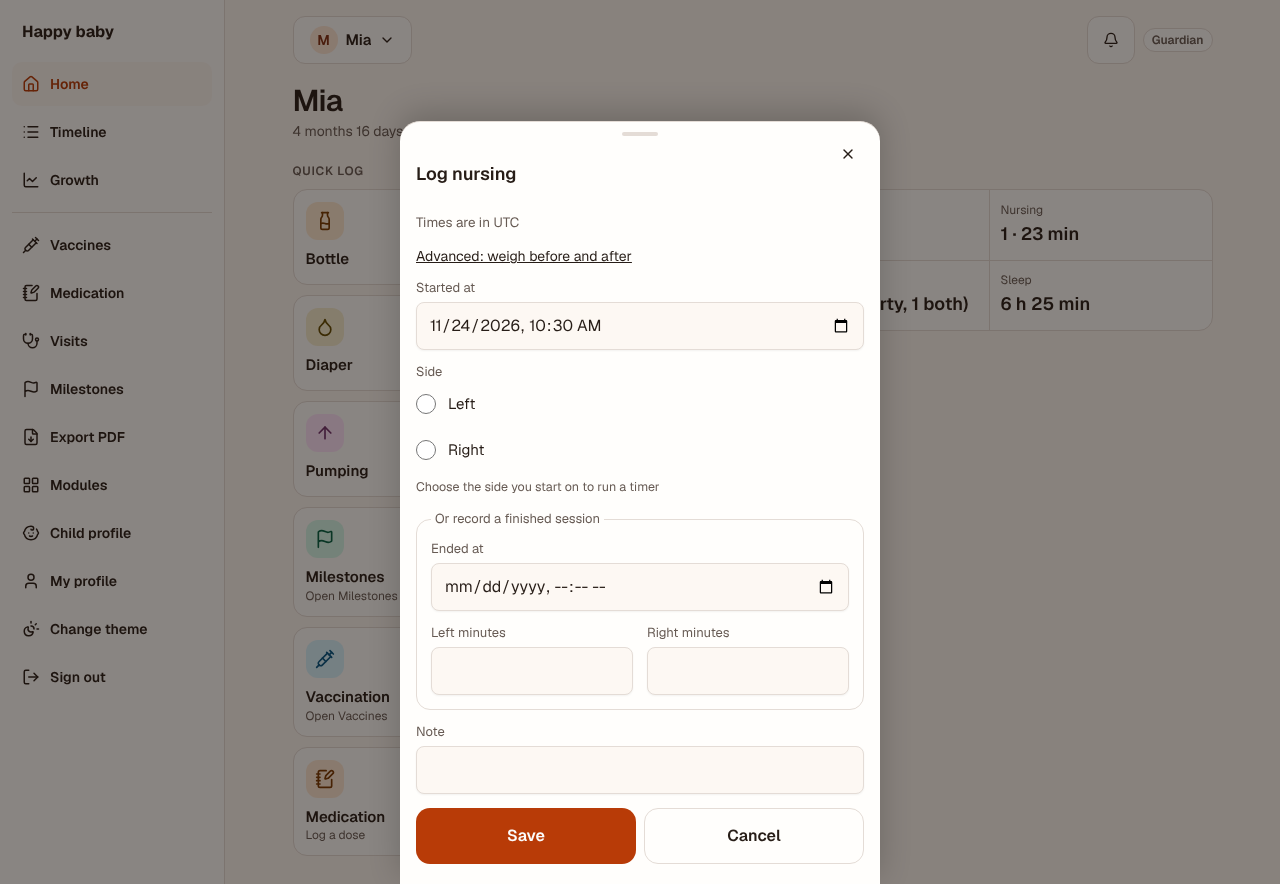 Happy baby
Home
Timeline
Growth
Vaccines
Medication
Visits
Milestones
Export PDF
Modules
Child profile
My profile
Change theme
Sign out
M Mia
Guardian
Mia
4 months 16 days
QUICK LOG
Bottle
Diaper
Pumping
Milestones
Open Milestones
Vaccination
Open Vaccines
Medication
Log a dose
Nursing
1 · 23 min
1 both)
Sleep
6 h 25 min
Log nursing
Times are in UTC
Advanced: weigh before and after
Started at
11/24/2026, 10:30 AM
Side
Left
Right
Choose the side you start on to run a timer
Or record a finished session
Ended at
mm/dd/yyyy, --:-- --
Left minutes
Right minutes
Note
Save
Cancel